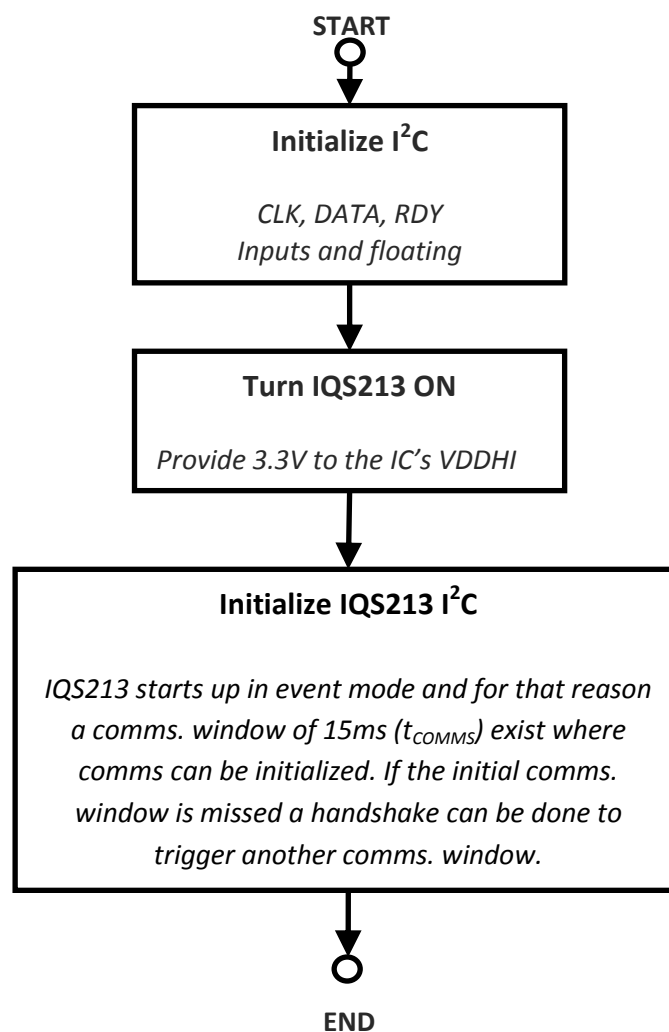 START
Initialize I²C
CLK, DATA, RDY
Inputs and floating
Turn IQS213 ON
Provide 3.3V to the IC’s VDDHI
Initialize IQS213 I²C
IQS213 starts up in event mode and for that reason
a comms. window of 15ms (tCOMMS) exist where
comms can be initialized. If the initial comms.
window is missed a handshake can be done to
trigger another comms. window.
END